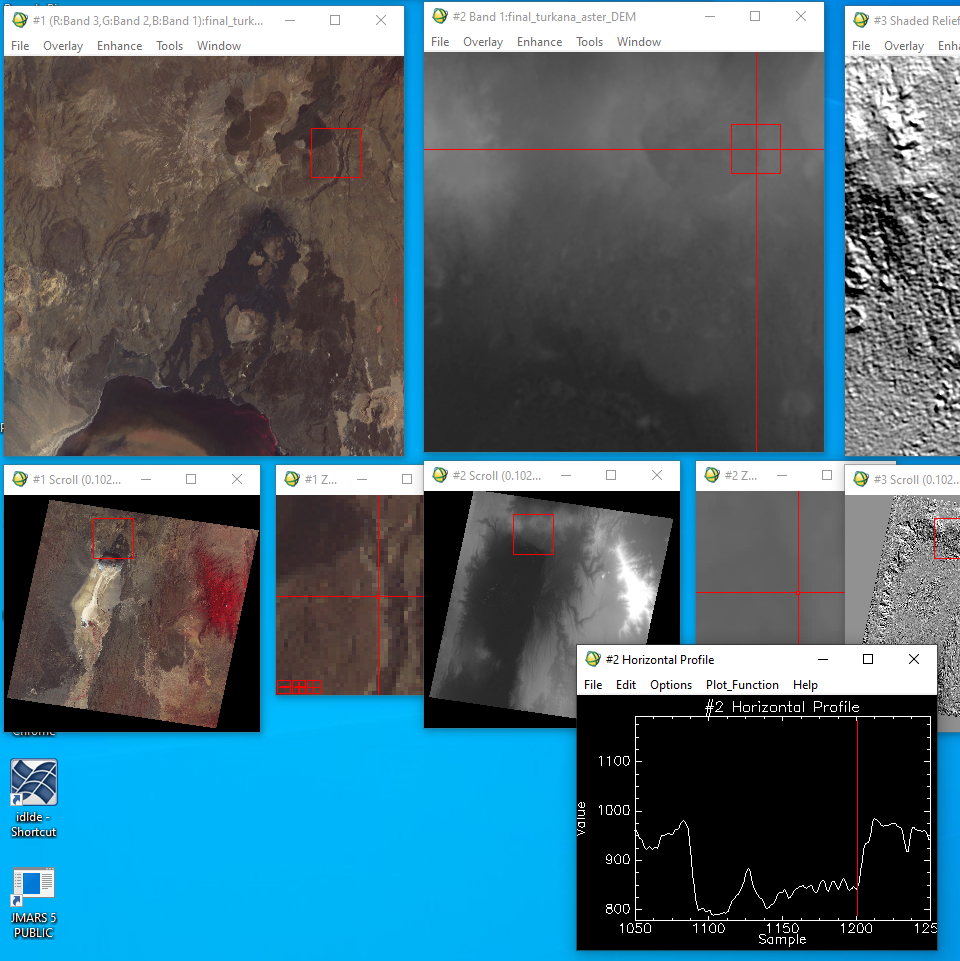 #1 (R:Band 3,G:Band 2,B:Band 1):final_turk...
File Overlay Enhance Tools Window
#2 Band 1:final_turkana_aster_DEM
File Overlay Enhance Tools Window
#3 Shaded Relief
File Overlay Enha
#1 Scroll (0.102...
#1 Z...
#2 Scroll (0.102...
#2 Z...
#3 Scroll (0.102...
#2 Horizontal Profile
File Edit Options Plot_Function Help
#2 Horizontal Profile
Value
1100
1000
900
800
1050 1100 1150 1200 125
Sample
Chrome
idlde -
Shortcut
JMARS 5
PUBLIC